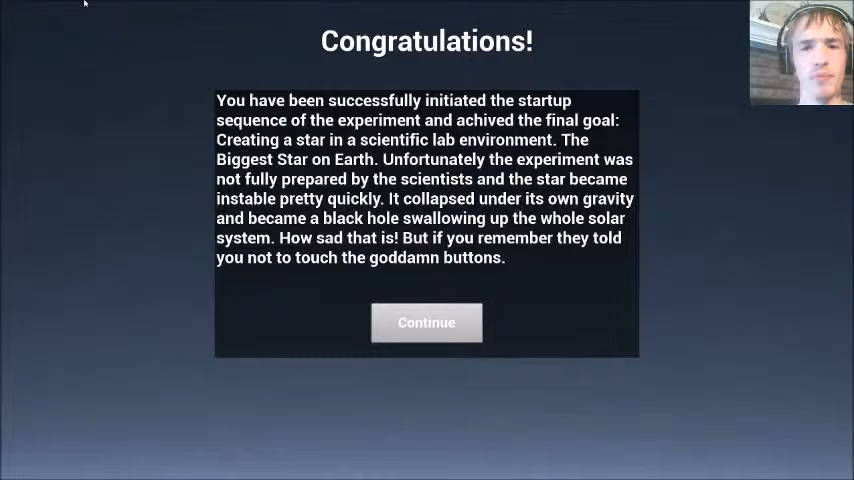 Congratulations!
You have been successfully initiated the startup
sequence of the experiment and achived the final goal:
Creating a star in a scientific lab environment. The
Biggest Star on Earth. Unfortunately the experiment was
not fully prepared by the scientists and the star became
instable pretty quickly. It collapsed under its own gravity
and became a black hole swallowing up the whole solar
system. How sad that is! But if you remember they told
you not to touch the goddamn buttons.
Continue